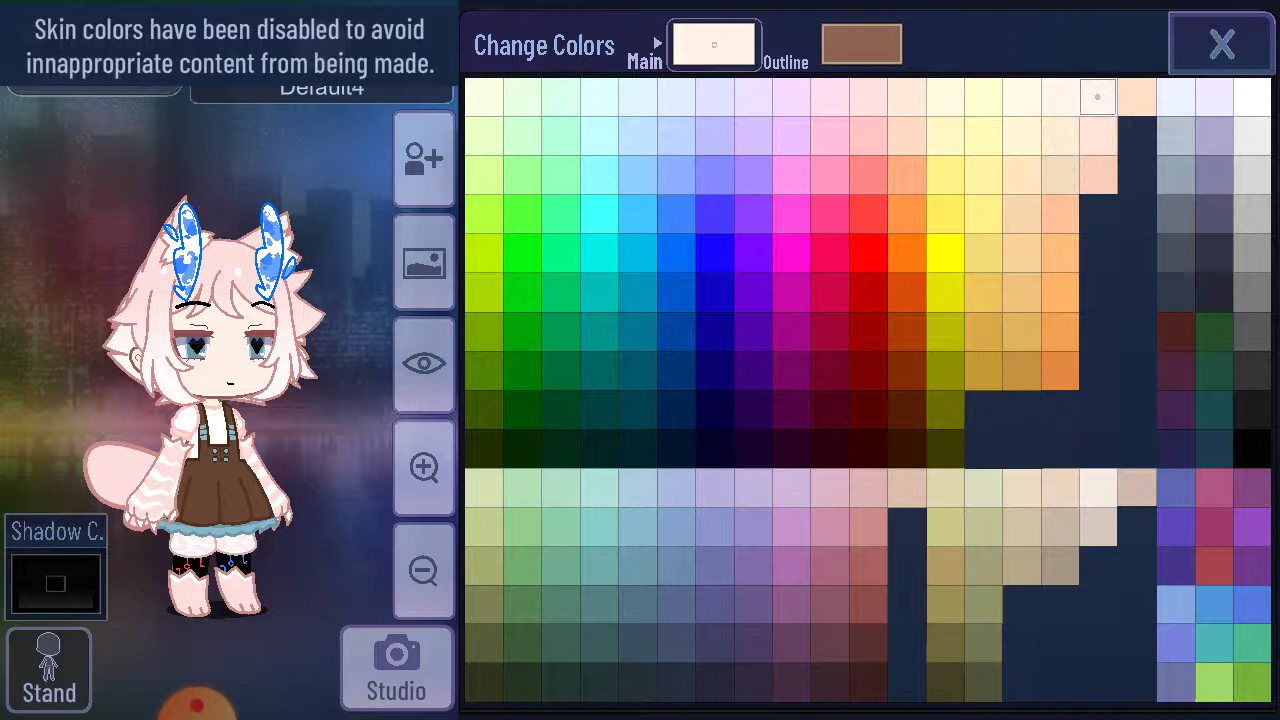 Skin colors have been disabled to avoid
innappropriate content from being made.
Default4
Change Colors
Main
Outline
X
Shadow C.
Stand
Studio